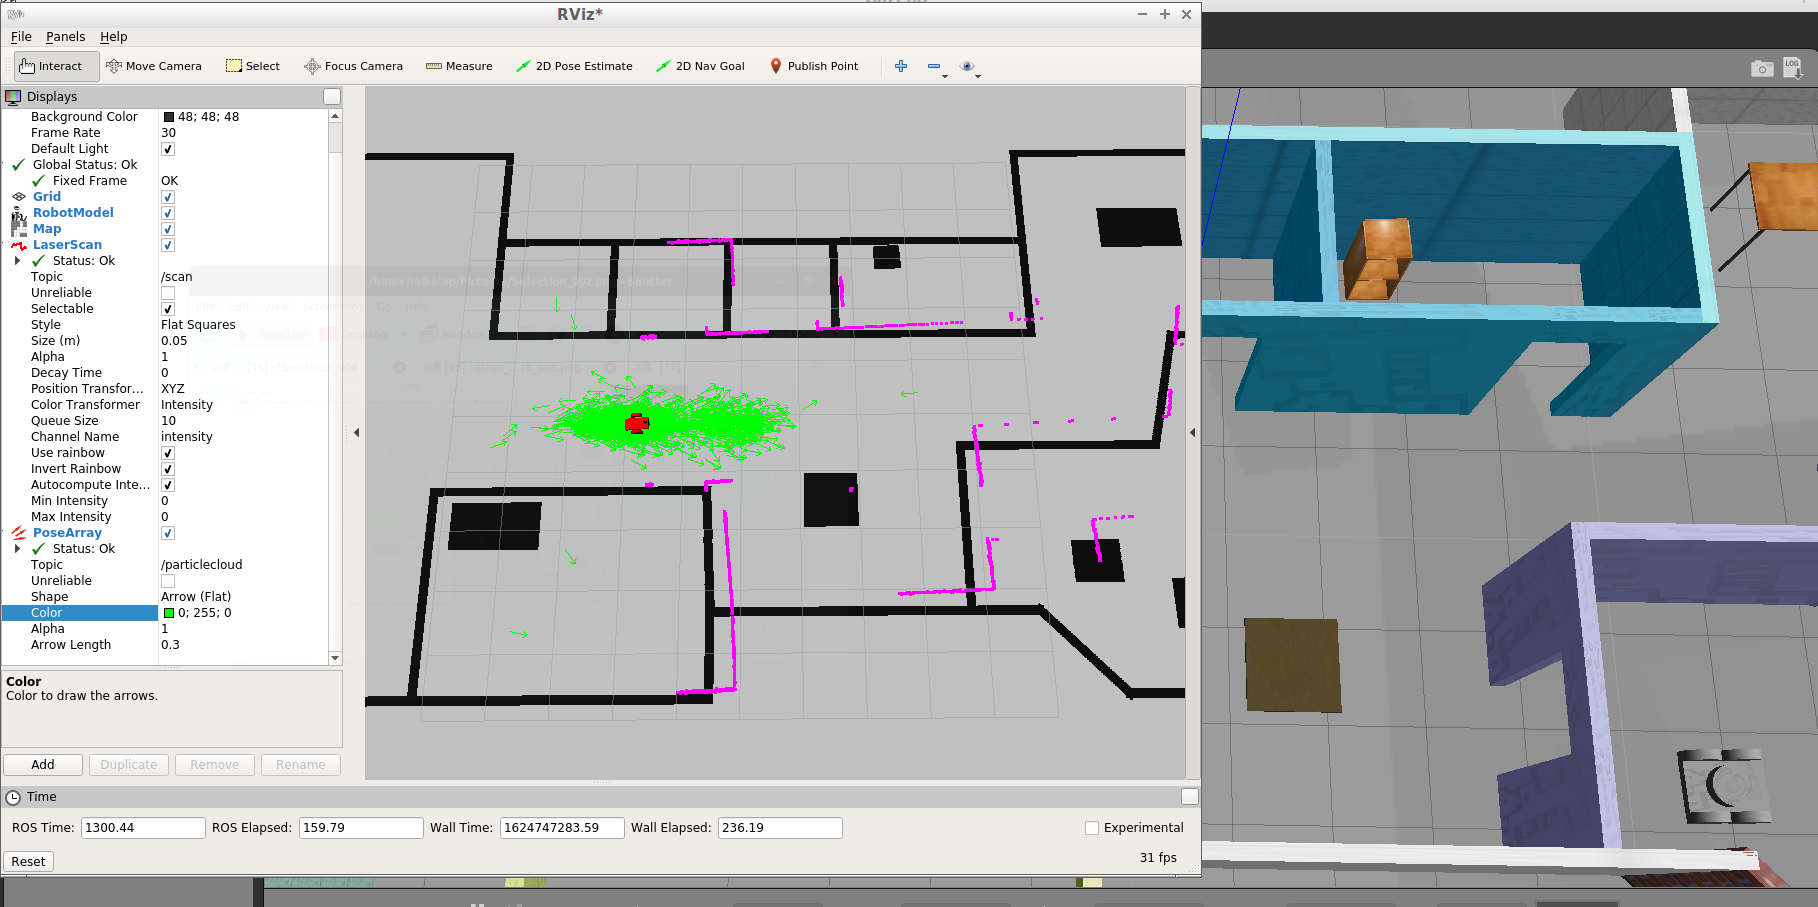 RViz*
File Panels Help
Interact Move Camera Select Focus Camera Measure 2D Pose Estimate 2D Nav Goal Publish Point
LOG
Displays
Background Color 48; 48; 48
Frame Rate 30
Default Light
Global Status: Ok
Fixed Frame OK
Grid
RobotModel
Map
LaserScan
Status: Ok
Topic /scan
Unreliable
Selectable
Style Flat Squares
Size (m) 0.05
Alpha 1
Decay Time 0
Position Transfor... XYZ
Color Transformer Intensity
Queue Size 10
Channel Name intensity
Use rainbow
Invert Rainbow
Autocompute Inte...
Min Intensity 0
Max Intensity 0
PoseArray
Status: Ok
Topic /particlecloud
Unreliable
Shape Arrow (Flat)
Color 0; 255; 0
Alpha 1
Arrow Length 0.3
Color
Color to draw the arrows.
Add Duplicate Remove Rename
Time
ROS Time: 1300.44 ROS Elapsed: 159.79 Wall Time: 1624747283.59 Wall Elapsed: 236.19 Experimental
Reset 31 fps